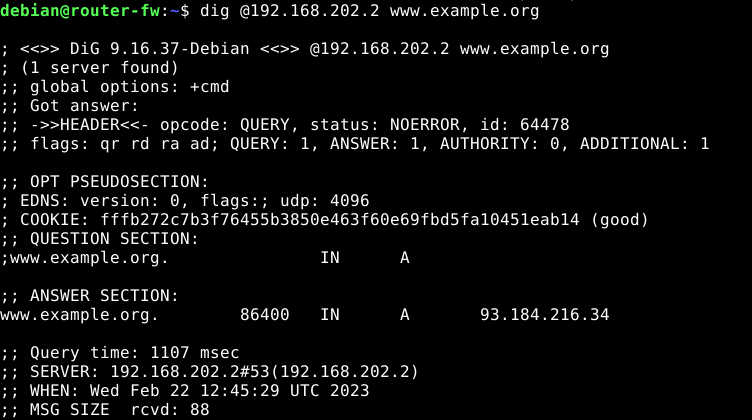 debian@router-fw:~$ dig @192.168.202.2 www.example.org

; <<>> DiG 9.16.37-Debian <<>> @192.168.202.2 www.example.org
; (1 server found)
;; global options: +cmd
;; Got answer:
;; ->>HEADER<<- opcode: QUERY, status: NOERROR, id: 64478
;; flags: qr rd ra ad; QUERY: 1, ANSWER: 1, AUTHORITY: 0, ADDITIONAL: 1

;; OPT PSEUDOSECTION:
; EDNS: version: 0, flags:; udp: 4096
; COOKIE: fffb272c7b3f76455b3850e463f60e69fbd5fa10451eab14 (good)
;; QUESTION SECTION:
;www.example.org.               IN      A

;; ANSWER SECTION:
www.example.org.        86400   IN      A       93.184.216.34

;; Query time: 1107 msec
;; SERVER: 192.168.202.2#53(192.168.202.2)
;; WHEN: Wed Feb 22 12:45:29 UTC 2023
;; MSG SIZE  rcvd: 88